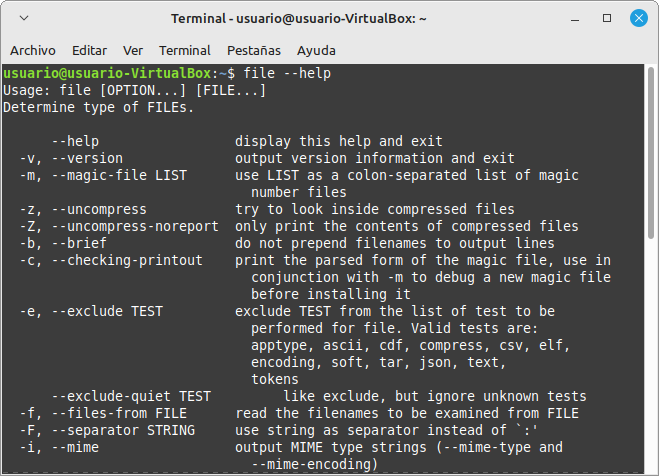 Terminal - usuario@usuario-VirtualBox: ~
Archivo Editar Ver Terminal Pestañas Ayuda
usuario@usuario-VirtualBox:~$ file --help
Usage: file [OPTION...] [FILE...]
Determine type of FILEs.

      --help                 display this help and exit
  -v, --version              output version information and exit
  -m, --magic-file LIST      use LIST as a colon-separated list of magic
                               number files
  -z, --uncompress           try to look inside compressed files
  -Z, --uncompress-noreport  only print the contents of compressed files
  -b, --brief                do not prepend filenames to output lines
  -c, --checking-printout    print the parsed form of the magic file, use in
                               conjunction with -m to debug a new magic file
                               before installing it
  -e, --exclude TEST         exclude TEST from the list of test to be
                               performed for file. Valid tests are:
                               apptype, ascii, cdf, compress, csv, elf,
                               encoding, soft, tar, json, text,
                               tokens
      --exclude-quiet TEST         like exclude, but ignore unknown tests
  -f, --files-from FILE      read the filenames to be examined from FILE
  -F, --separator STRING     use string as separator instead of `:'
  -i, --mime                 output MIME type strings (--mime-type and
                               --mime-encoding)